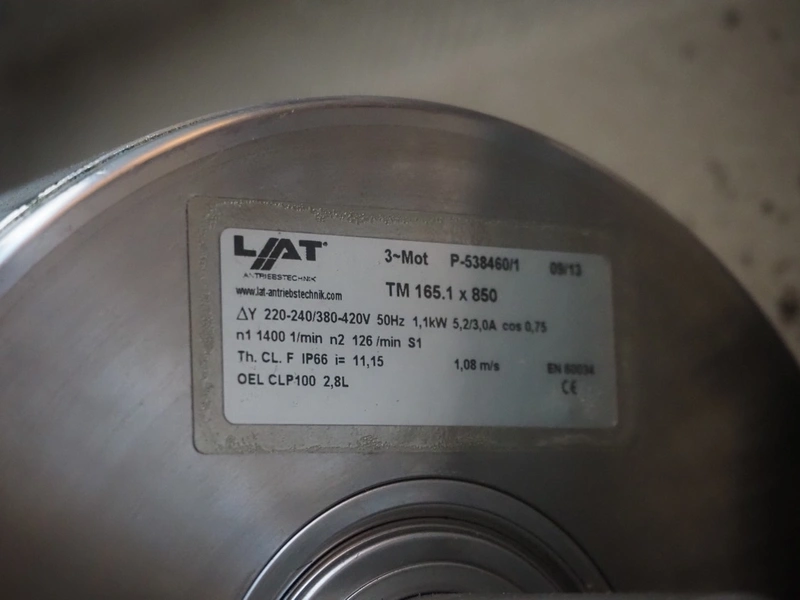 LAT
3~Mot P-538460/1 09/13
ANTRIEBSTECHNIK
www.lat-antriebstechnik.com
TM 165.1 x 850
ΔY 220-240/380-420V 50Hz 1,1kW 5,2/3,0A cos 0,75
n1 1400 1/min n2 126 /min S1
Th. CL. F IP66 i= 11,15 1,08 m/s EN 60034
OEL CLP100 2,8L CE